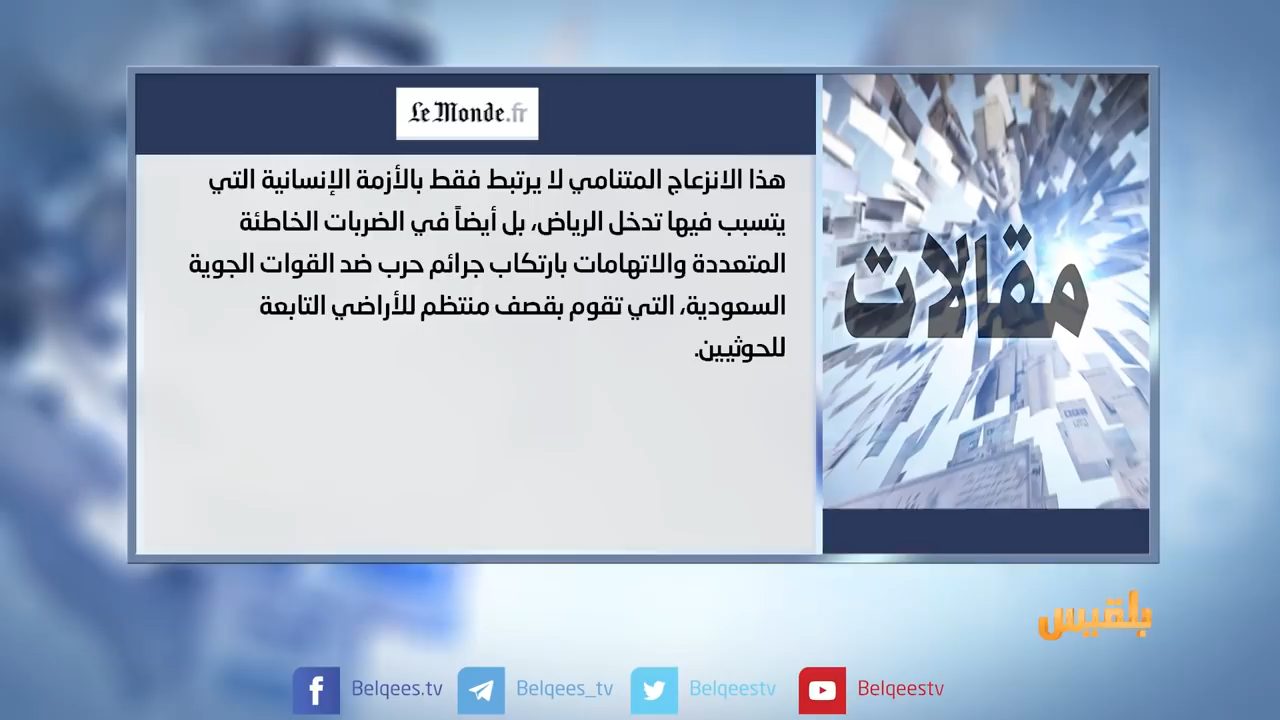 Le Monde.fr
هذا الانزعاج المتنامي لا يرتبط فقط بالأزمة الإنسانية التي
يتسبب فيها تدخل الرياض، بل أيضاً في الضربات الخاطئة
المتعددة والاتهامات بارتكاب جرائم حرب ضد القوات الجوية
السعودية، التي تقوم بقصف منتظم للأراضي التابعة
للحوثيين.
مقالات
بلقيس
Belqees.tv
Belqees_tv
Belqeestv
Belqeestv